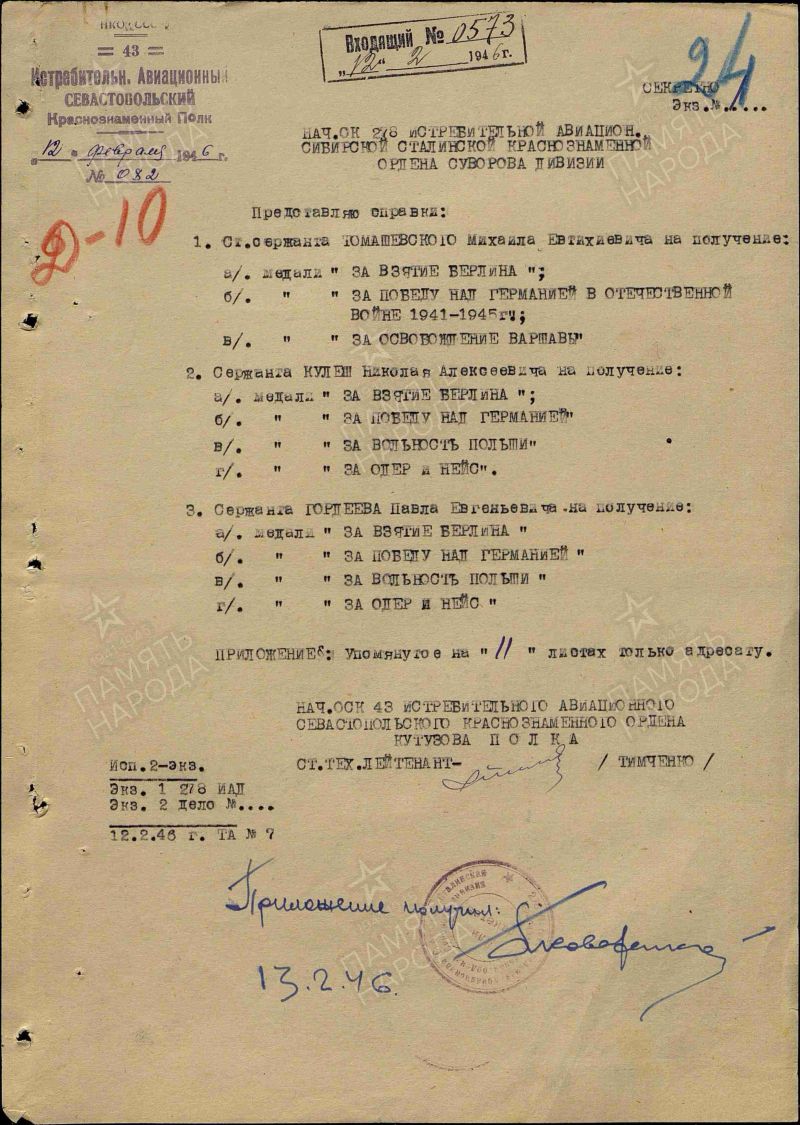 НКО СССР
= 43 =
Истребительн. Авиационный
СЕВАСТОПОЛЬСКИЙ
Краснознаменный Полк
„12" февраля 1946 г.
№ 082
Входящий № 0573
„12" 2 1946 г.
24
СЕКРЕТНО
Экз.№ 1....
Д-10
НАЧ.ОК 278 ИСТРЕБИТЕЛЬНОЙ АВИАЦИОН.
СИБИРСКОЙ СТАЛИНСКОЙ КРАСНОЗНАМЕННОЙ
ОРДЕНА СУВОРОВА ДИВИЗИИ
Представляю справки:
1. Ст.сержанта ТОМАШЕВСКОГО Михаила Евтихиевича на получение:
а/. медали " ЗА ВЗЯТИЕ БЕРЛИНА ";
б/. " " ЗА ПОБЕДУ НАД ГЕРМАНИЕЙ В ОТЕЧЕСТВЕННОЙ
ВОЙНЕ 1941-1945гг;
в/. " " ЗА ОСВОБОЖДЕНИЕ ВАРШАВЫ"
2. Сержанта КУЛЕШ Николая Алексеевича на получение:
а/. медали " ЗА ВЗЯТИЕ БЕРЛИНА ";
б/. " " ЗА ПОБЕДУ НАД ГЕРМАНИЕЙ"
в/. " " ЗА ВОЛЬНОСТЬ ПОЛЬШИ"
г/. " " ЗА ОДЕР и НЕЙС".
3. Сержанта ГОРДЕЕВА Павла Евгеньевича на получение:
а/. медали " ЗА ВЗЯТИЕ БЕРЛИНА "
б/. " " ЗА ПОБЕДУ НАД ГЕРМАНИЕЙ "
в/. " " ЗА ВОЛЬНОСТЬ ПОЛЬШИ "
г/. " " ЗА ОДЕР и НЕЙС "
ПРИЛОЖЕНИЕ: Упомянутое на " 11 " листах только адресату.
НАЧ.ОСК 43 ИСТРЕБИТЕЛЬНОГО АВИАЦИОННОГО
СЕВАСТОПОЛЬСКОГО КРАСНОЗНАМЕННОГО ОРДЕНА
КУТУЗОВА П О Л К А
СТ.ТЕХ.ЛЕЙТЕНАНТ- / ТИМЧЕНКО /
Исп.2-экз.
Экз. 1 278 ИАД
Экз. 2 дело №....
12.2.46 г. ТА № 7
Приложение получил:
13.2.46.
ПАМЯТЬ
НАРОДА